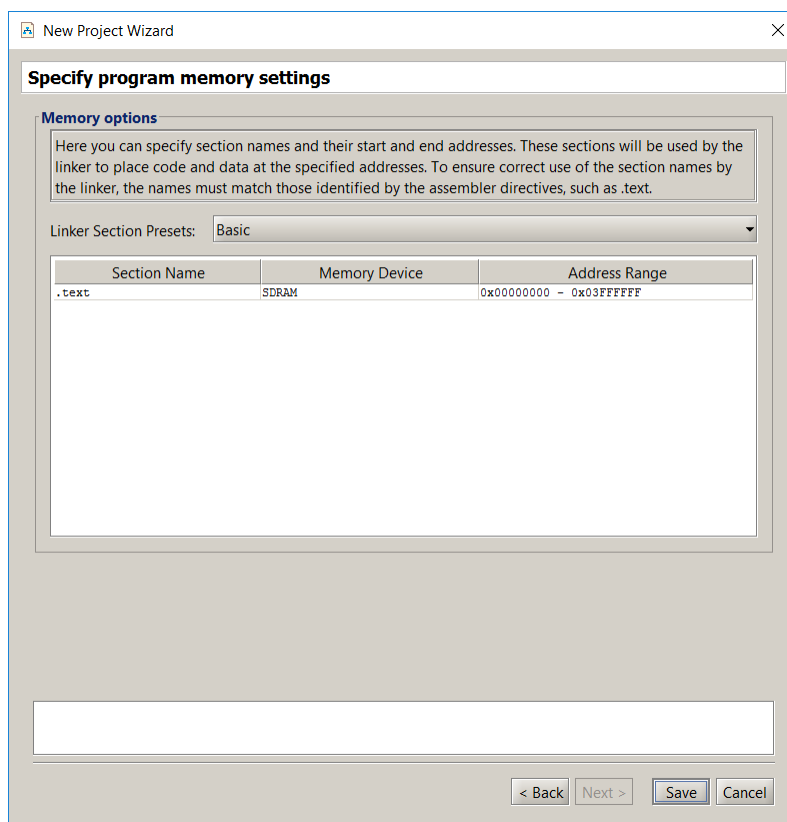 New Project Wizard
Specify program memory settings
Memory options
Here you can specify section names and their start and end addresses. These sections will be used by the
linker to place code and data at the specified addresses. To ensure correct use of the section names by
the linker, the names must match those identified by the assembler directives, such as .text.
Linker Section Presets: Basic
Section Name Memory Device Address Range
.text SDRAM 0x00000000 - 0x03FFFFFF
< Back Next > Save Cancel